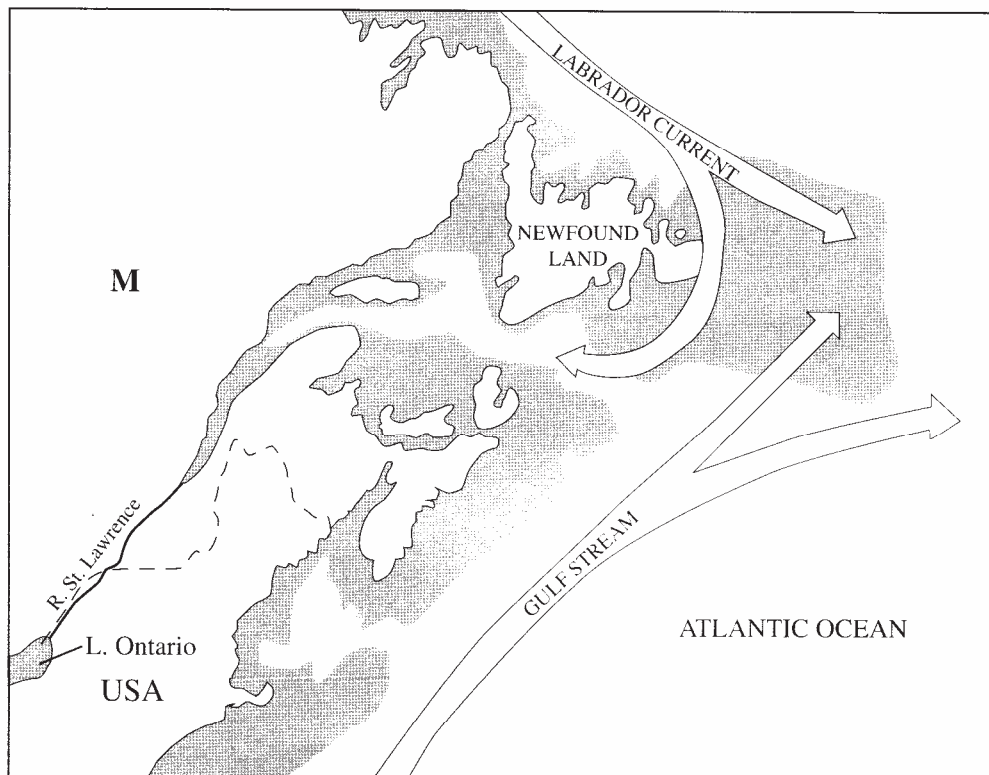 LABRADOR CURRENT
NEWFOUND
LAND
M
R. St. Lawrence
GULF STREAM
ATLANTIC OCEAN
L. Ontario
USA